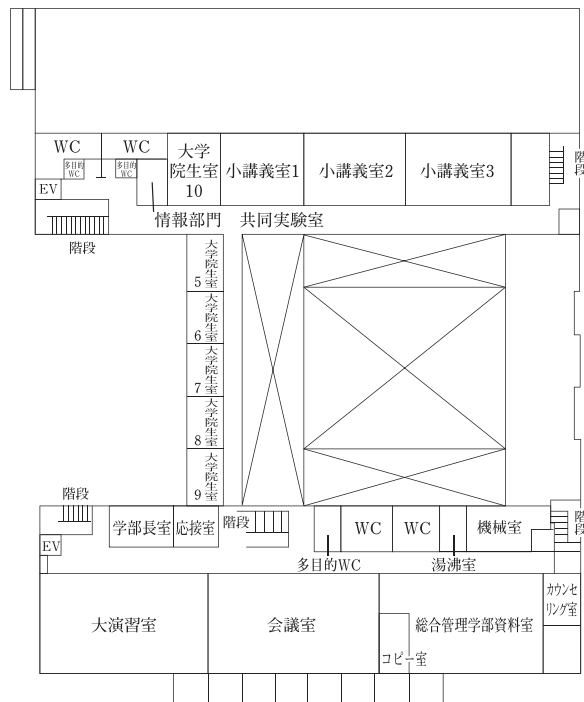 WC
WC
大学
院生室
10
小講義室1
小講義室2
小講義室3
階段
多目的
WC
多目的
WC
EV
情報部門
共同実験室
階段
大学院生室
5
大学院生室
6
大学院生室
7
大学院生室
8
大学院生室
9
階段
学部長室
応接室
階段
WC
WC
機械室
階段
EV
多目的WC
湯沸室
大演習室
会議室
総合管理学部資料室
カウンセ
リング室
コピー室